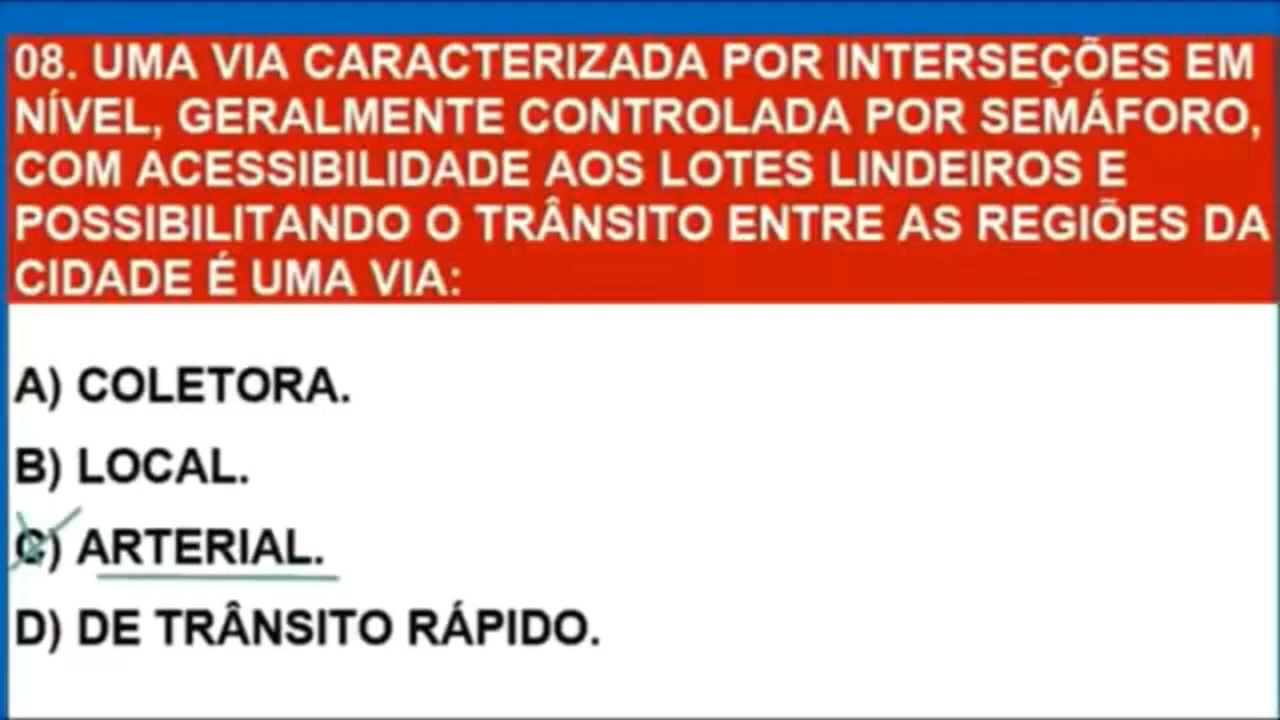 08. UMA VIA CARACTERIZADA POR INTERSEÇÕES EM
NÍVEL, GERALMENTE CONTROLADA POR SEMÁFORO,
COM ACESSIBILIDADE AOS LOTES LINDEIROS E
POSSIBILITANDO O TRÂNSITO ENTRE AS REGIÕES DA
CIDADE É UMA VIA:
A) COLETORA.
B) LOCAL.
C) ARTERIAL.
D) DE TRÂNSITO RÁPIDO.